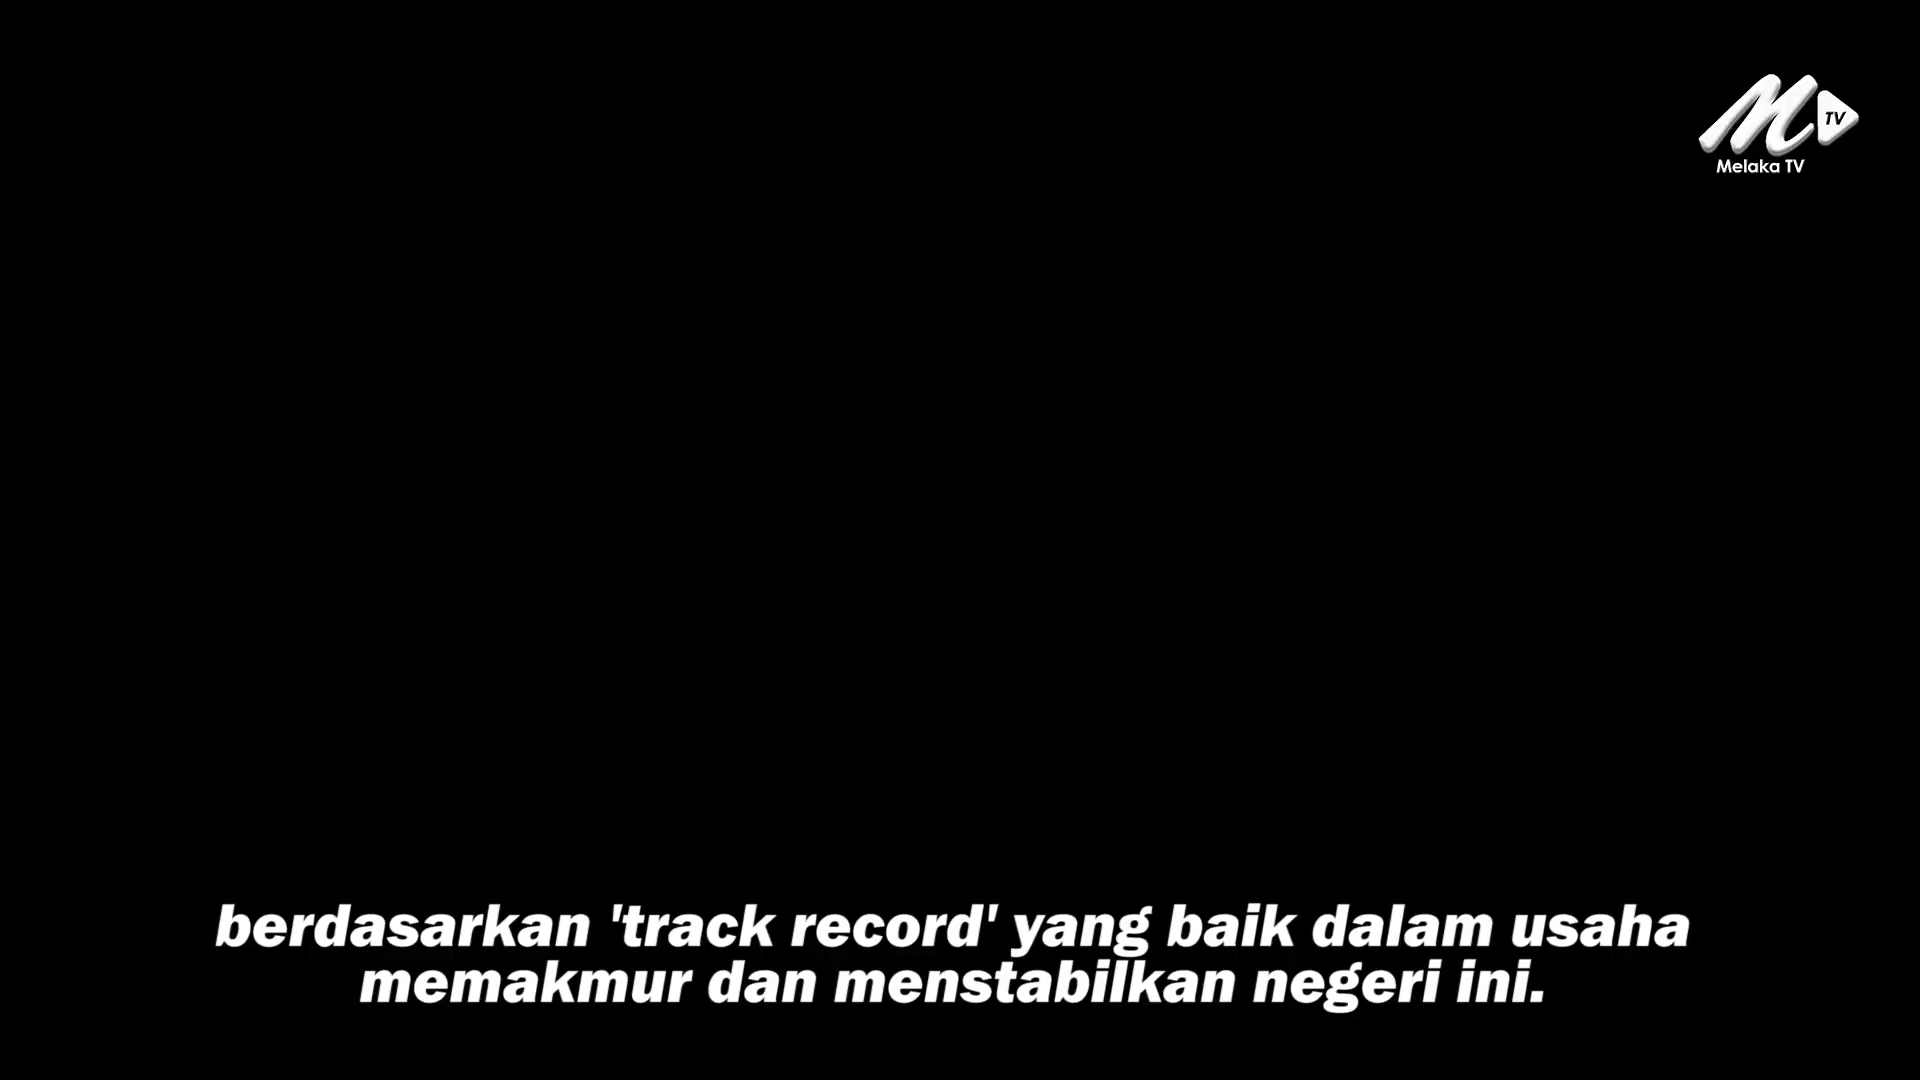 TV
Melaka TV
berdasarkan 'track record' yang baik dalam usaha
memakmur dan menstabilkan negeri ini.